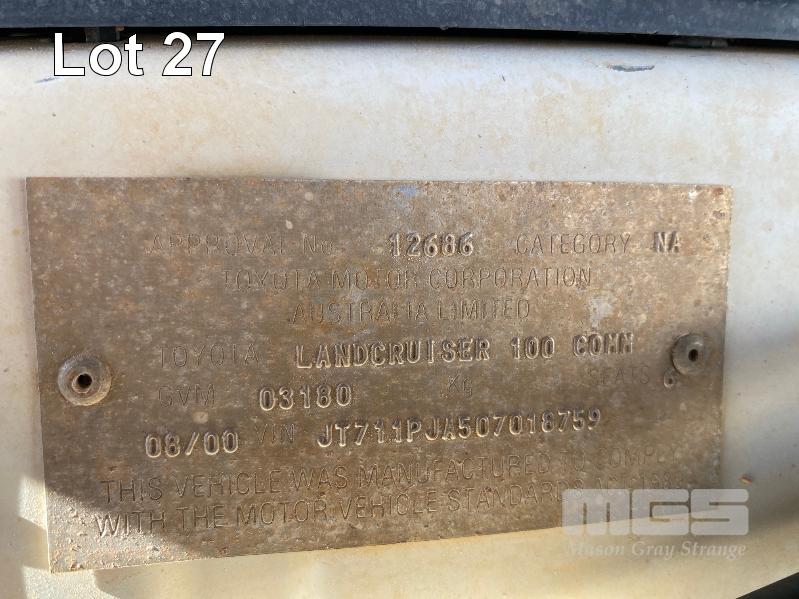 Lot 27
APPROVAL No. 12686 CATEGORY NA
TOYOTA MOTOR CORPORATION
AUSTRALIA LIMITED
TOYOTA LANDCRUISER 100 COMM
GVM 03180 Kg SEATS 6
08/00 VIN JT711PJA507018759
THIS VEHICLE WAS MANUFACTURED TO COMPLY
WITH THE MOTOR VEHICLE STANDARDS ACT
MGS
Mason Gray Strange